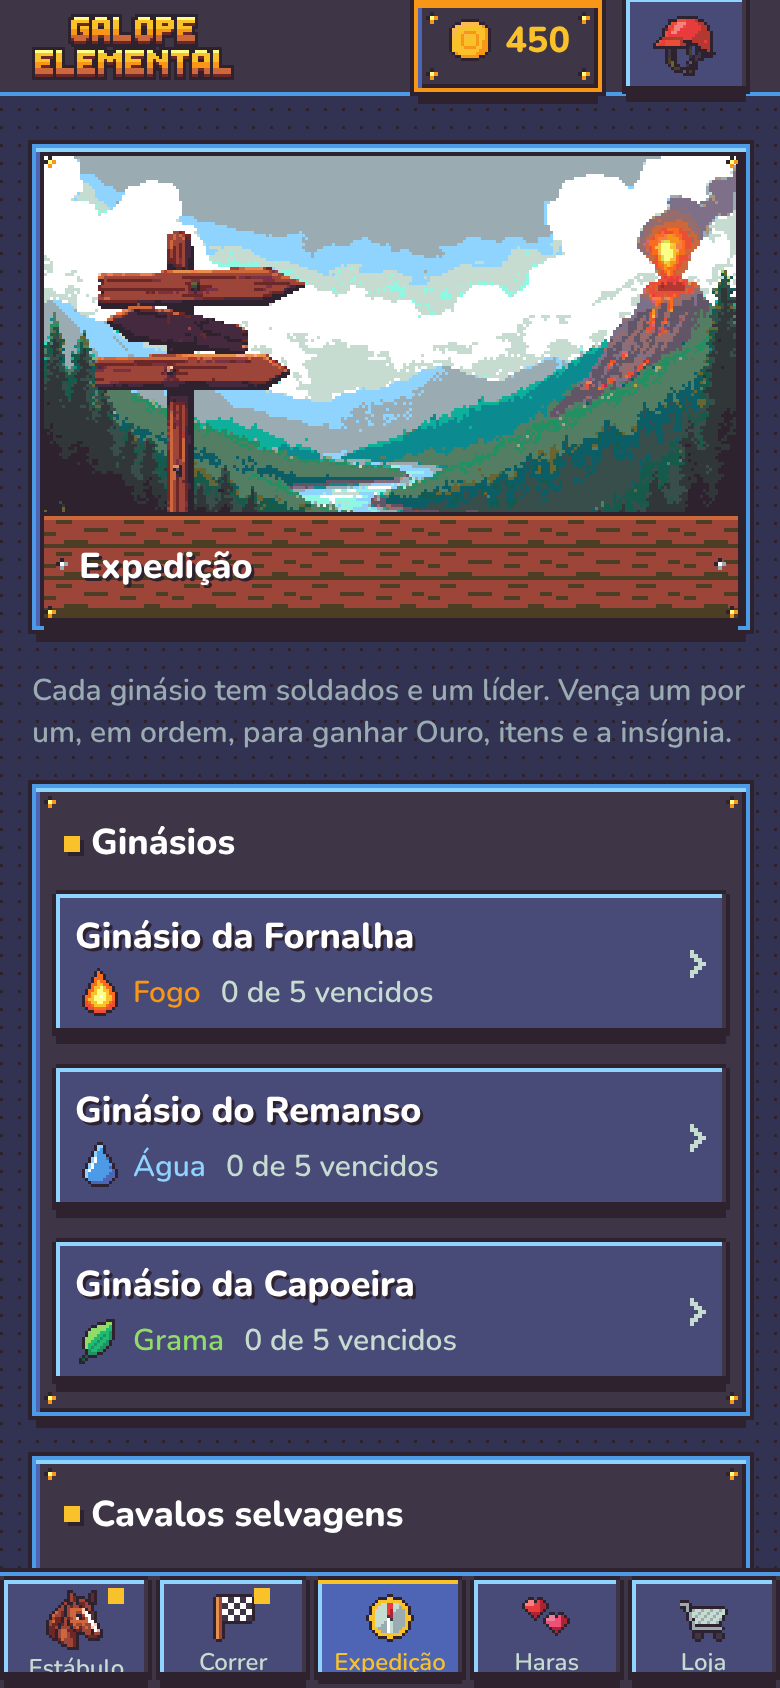 GALOPE
ELEMENTAL
450
Expedição
Cada ginásio tem soldados e um líder. Vença um por
um, em ordem, para ganhar Ouro, itens e a insígnia.
Ginásios
Ginásio da Fornalha
Fogo 0 de 5 vencidos
Ginásio do Remanso
Água 0 de 5 vencidos
Ginásio da Capoeira
Grama 0 de 5 vencidos
Cavalos selvagens
Estábulo
Correr
Expedição
Haras
Loja